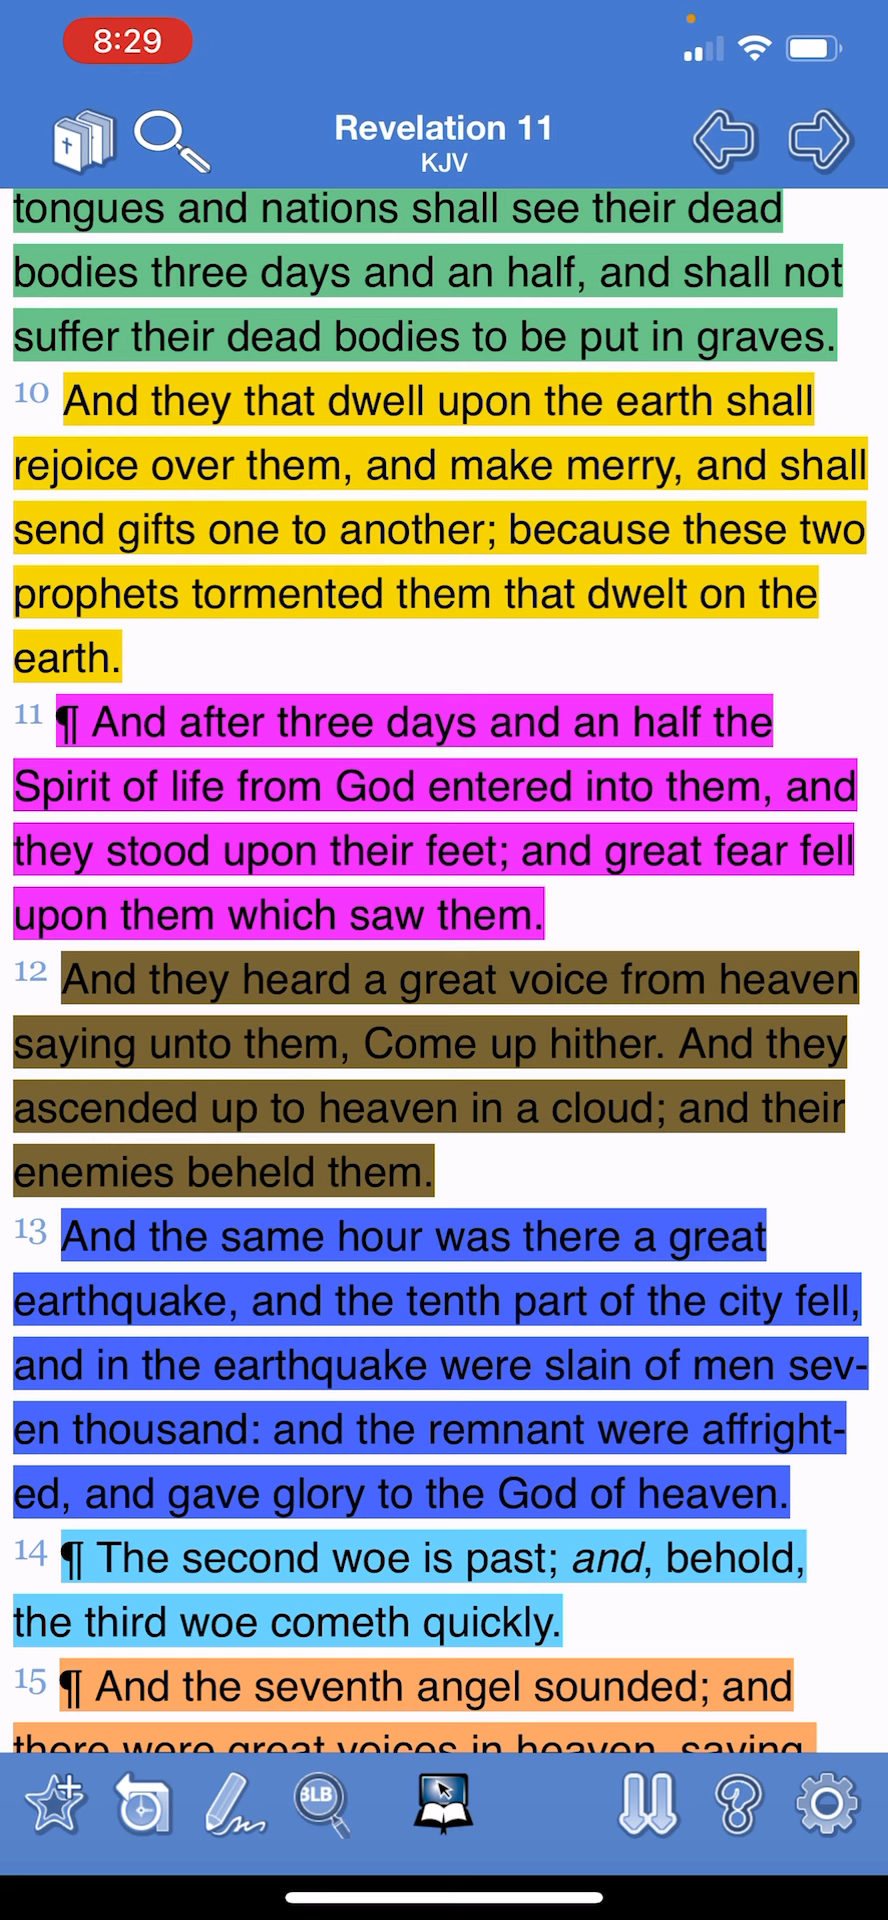 8:29
Revelation 11
KJV
tongues and nations shall see their dead
bodies three days and an half, and shall not
suffer their dead bodies to be put in graves.
10 And they that dwell upon the earth shall
rejoice over them, and make merry, and shall
send gifts one to another; because these two
prophets tormented them that dwelt on the
earth.
11 ¶ And after three days and an half the
Spirit of life from God entered into them, and
they stood upon their feet; and great fear fell
upon them which saw them.
12 And they heard a great voice from heaven
saying unto them, Come up hither. And they
ascended up to heaven in a cloud; and their
enemies beheld them.
13 And the same hour was there a great
earthquake, and the tenth part of the city fell,
and in the earthquake were slain of men sev-
en thousand: and the remnant were affright-
ed, and gave glory to the God of heaven.
14 ¶ The second woe is past; and, behold,
the third woe cometh quickly.
15 ¶ And the seventh angel sounded; and
there were great voices in heaven, saying,
BLB